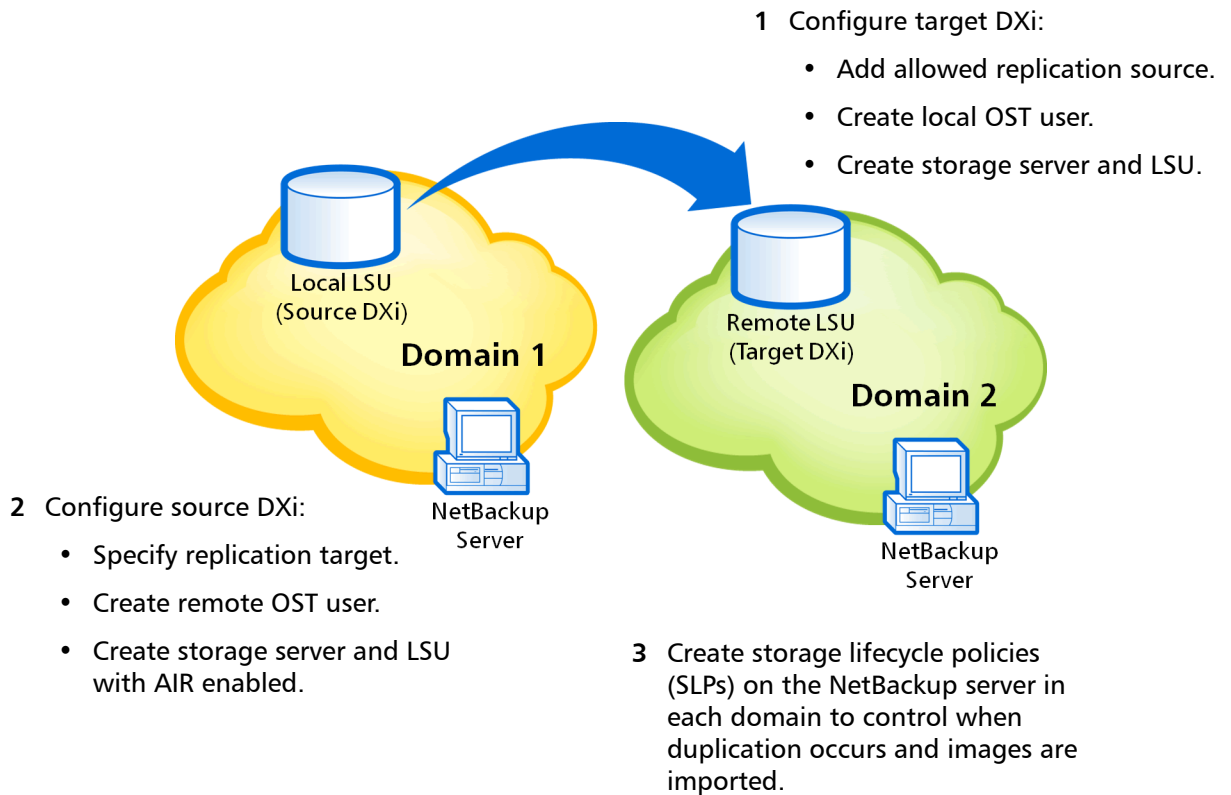 1 Configure target DXi:
• Add allowed replication source.
• Create local OST user.
• Create storage server and LSU.
Local LSU
(Source DXi)
Domain 1
NetBackup
Server
Remote LSU
(Target DXi)
Domain 2
NetBackup
Server
2 Configure source DXi:
• Specify replication target.
• Create remote OST user.
• Create storage server and LSU
with AIR enabled.
3 Create storage lifecycle policies
(SLPs) on the NetBackup server in
each domain to control when
duplication occurs and images are
imported.